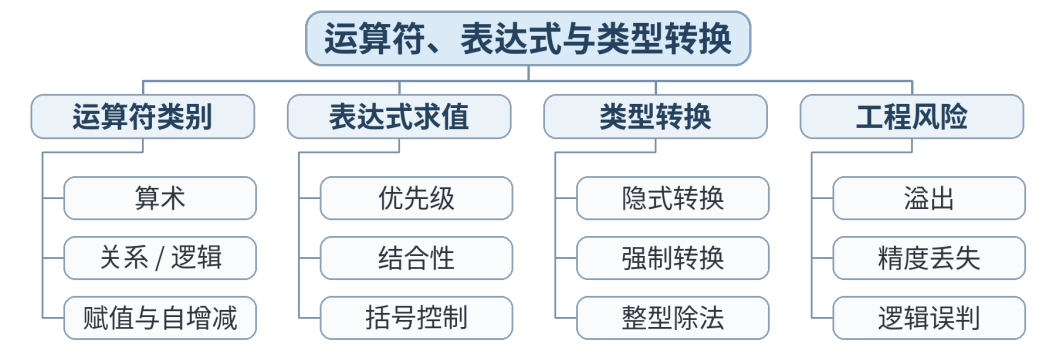 运算符、表达式与类型转换
运算符类别
算术
关系 / 逻辑
赋值与自增减
表达式求值
优先级
结合性
括号控制
类型转换
隐式转换
强制转换
整型除法
工程风险
溢出
精度丢失
逻辑误判